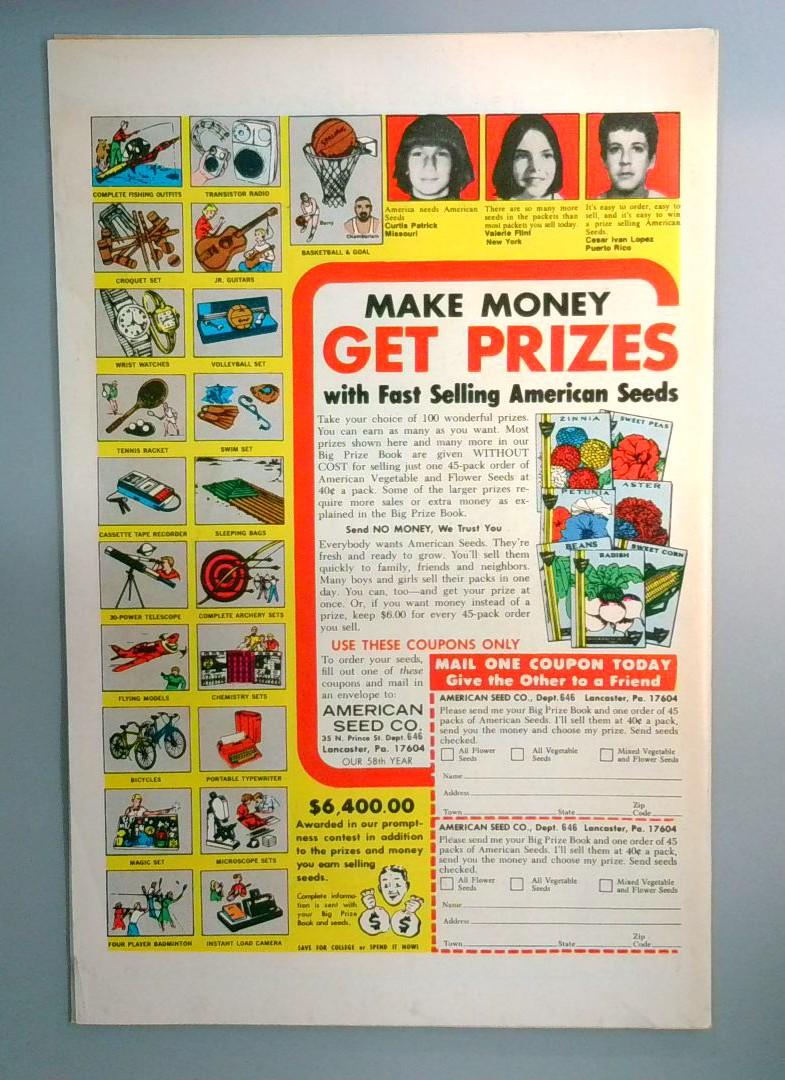 COMPLETE FISHING OUTFITS
TRANSISTOR RADIO
SPALDING
Barry
Chamberlain
BASKETBALL & GOAL
CROQUET SET
JR. GUITARS
WRIST WATCHES
VOLLEYBALL SET
TENNIS RACKET
SWIM SET
CASSETTE TAPE RECORDER
SLEEPING BAGS
30-POWER TELESCOPE
COMPLETE ARCHERY SETS
FLYING MODELS
CHEMISTRY SETS
BICYCLES
PORTABLE TYPEWRITER
MAGIC SET
MICROSCOPE SETS
FOUR PLAYER BADMINTON
INSTANT LOAD CAMERA
America needs American
Seeds
Curtis Patrick
Missouri
There are so many more
seeds in the packets than
most packets you sell today.
Valerie Flint
New York
It's easy to order, easy to
sell, and it's easy to win
a prize selling American
Seeds.
Cesar Ivan Lopez
Puerto Rico
MAKE MONEY
GET PRIZES
with Fast Selling American Seeds
Take your choice of 100 wonderful prizes.
You can earn as many as you want. Most
prizes shown here and many more in our
Big Prize Book are given WITHOUT
COST for selling just one 45-pack order of
American Vegetable and Flower Seeds at
40¢ a pack. Some of the larger prizes re-
quire more sales or extra money as ex-
plained in the Big Prize Book.
Send NO MONEY, We Trust You
Everybody wants American Seeds. They're
fresh and ready to grow. You'll sell them
quickly to family, friends and neighbors.
Many boys and girls sell their packs in one
day. You can, too—and get your prize at
once. Or, if you want money instead of a
prize, keep $6.00 for every 45-pack order
you sell.
ZINNIA
SWEET PEAS
PETUNIA
ASTER
BEANS
RADISH
SWEET CORN
USE THESE COUPONS ONLY
To order your seeds,
fill out one of these
coupons and mail in
an envelope to:
AMERICAN
SEED CO.
35 N. Prince St. Dept. 646
Lancaster, Pa. 17604
OUR 58th YEAR
$6,400.00
Awarded in our prompt-
ness contest in addition
to the prizes and money
you earn selling
seeds.
Complete informa-
tion is sent with
your Big Prize
Book and seeds.
$ $
SAVE FOR COLLEGE or SPEND IT NOW!
MAIL ONE COUPON TODAY
Give the Other to a Friend
AMERICAN SEED CO., Dept. 646 Lancaster, Pa. 17604
Please send me your Big Prize Book and one order of 45
packs of American Seeds. I'll sell them at 40¢ a pack,
send you the money and choose my prize. Send seeds
checked.
All Flower
Seeds
All Vegetable
Seeds
Mixed Vegetable
and Flower Seeds
Name
Address
Town State Zip Code
AMERICAN SEED CO., Dept. 646 Lancaster, Pa. 17604
Please send me your Big Prize Book and one order of 45
packs of American Seeds. I'll sell them at 40¢ a pack,
send you the money and choose my prize. Send seeds
checked.
All Flower
Seeds
All Vegetable
Seeds
Mixed Vegetable
and Flower Seeds
Name
Address
Town State Zip Code